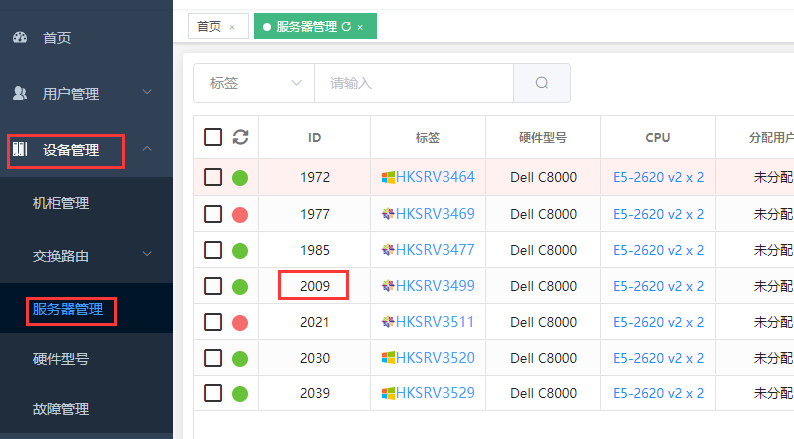 首页
用户管理
设备管理
机柜管理
交换路由
服务器管理
硬件型号
故障管理
首页 ×
服务器管理 ×
标签 请输入
ID 标签 硬件型号 CPU 分配用户
1972 HKSRV3464 Dell C8000 E5-2620 v2 x 2 未分配
1977 HKSRV3469 Dell C8000 E5-2620 v2 x 2 未分配
1985 HKSRV3477 Dell C8000 E5-2620 v2 x 2 未分配
2009 HKSRV3499 Dell C8000 E5-2620 v2 x 2 未分配
2021 HKSRV3511 Dell C8000 E5-2620 v2 x 2 未分配
2030 HKSRV3520 Dell C8000 E5-2620 v2 x 2 未分配
2039 HKSRV3529 Dell C8000 E5-2620 v2 x 2 未分配